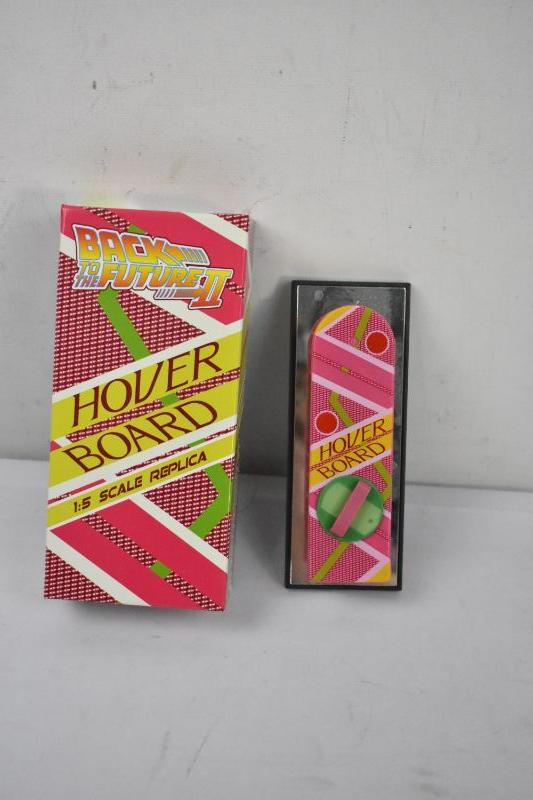 BACK
TO THE FUTURE II
HOVER
BOARD
1:5 SCALE REPLICA
HOVER
BOARD